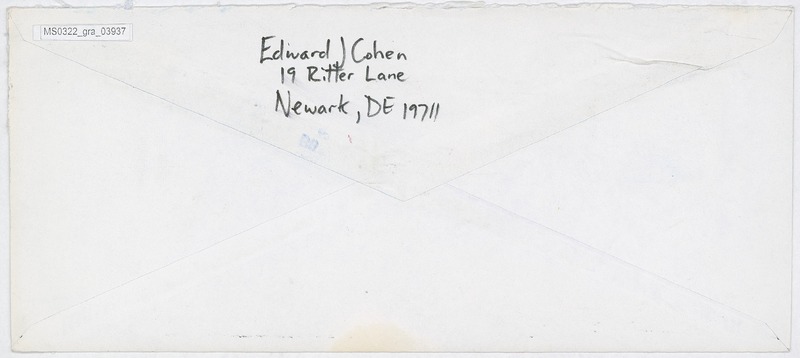 MS0322_gra_03937
Edward J Cohen
19 Ritter Lane
Newark, DE 19711